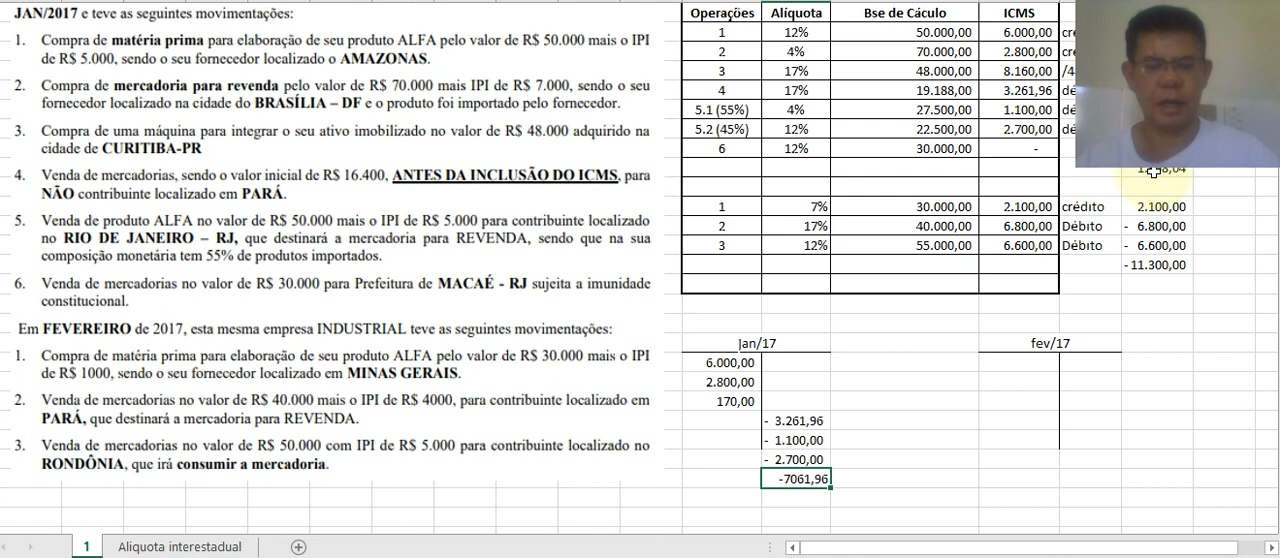 JAN/2017 e teve as seguintes movimentações:
1. Compra de matéria prima para elaboração de seu produto ALFA pelo valor de R$ 50.000 mais o IPI
de R$ 5.000, sendo o seu fornecedor localizado o AMAZONAS.
2. Compra de mercadoria para revenda pelo valor de R$ 70.000 mais IPI de R$ 7.000, sendo o seu
fornecedor localizado na cidade do BRASÍLIA – DF e o produto foi importado pelo fornecedor.
3. Compra de uma máquina para integrar o seu ativo imobilizado no valor de R$ 48.000 adquirido na
cidade de CURITIBA-PR
4. Venda de mercadorias, sendo o valor inicial de R$ 16.400, ANTES DA INCLUSÃO DO ICMS, para
NÃO contribuinte localizado em PARÁ.
5. Venda de produto ALFA no valor de R$ 50.000 mais o IPI de R$ 5.000 para contribuinte localizado
no RIO DE JANEIRO – RJ, que destinará a mercadoria para REVENDA, sendo que na sua
composição monetária tem 55% de produtos importados.
6. Venda de mercadorias no valor de R$ 30.000 para Prefeitura de MACAÉ - RJ sujeita a imunidade
constitucional.
Em FEVEREIRO de 2017, esta mesma empresa INDUSTRIAL teve as seguintes movimentações:
1. Compra de matéria prima para elaboração de seu produto ALFA pelo valor de R$ 30.000 mais o IPI
de R$ 1000, sendo o seu fornecedor localizado em MINAS GERAIS.
2. Venda de mercadorias no valor de R$ 40.000 mais o IPI de R$ 4000, para contribuinte localizado em
PARÁ, que destinará a mercadoria para REVENDA.
3. Venda de mercadorias no valor de R$ 50.000 com IPI de R$ 5.000 para contribuinte localizado no
RONDÔNIA, que irá consumir a mercadoria.
Operações Alíquota Bse de Cáculo ICMS
1 12% 50.000,00 6.000,00 cré
2 4% 70.000,00 2.800,00 cré
3 17% 48.000,00 8.160,00 /4
4 17% 19.188,00 3.261,96 dé
5.1 (55%) 4% 27.500,00 1.100,00 dé
5.2 (45%) 12% 22.500,00 2.700,00 dé
6 12% 30.000,00 -
1 7% 30.000,00 2.100,00 crédito 2.100,00
2 17% 40.000,00 6.800,00 Débito - 6.800,00
3 12% 55.000,00 6.600,00 Débito - 6.600,00
- 11.300,00
Jan/17 fev/17
6.000,00
2.800,00
170,00
- 3.261,96
- 1.100,00
- 2.700,00
-7061,96
1 Aliquota interestadual